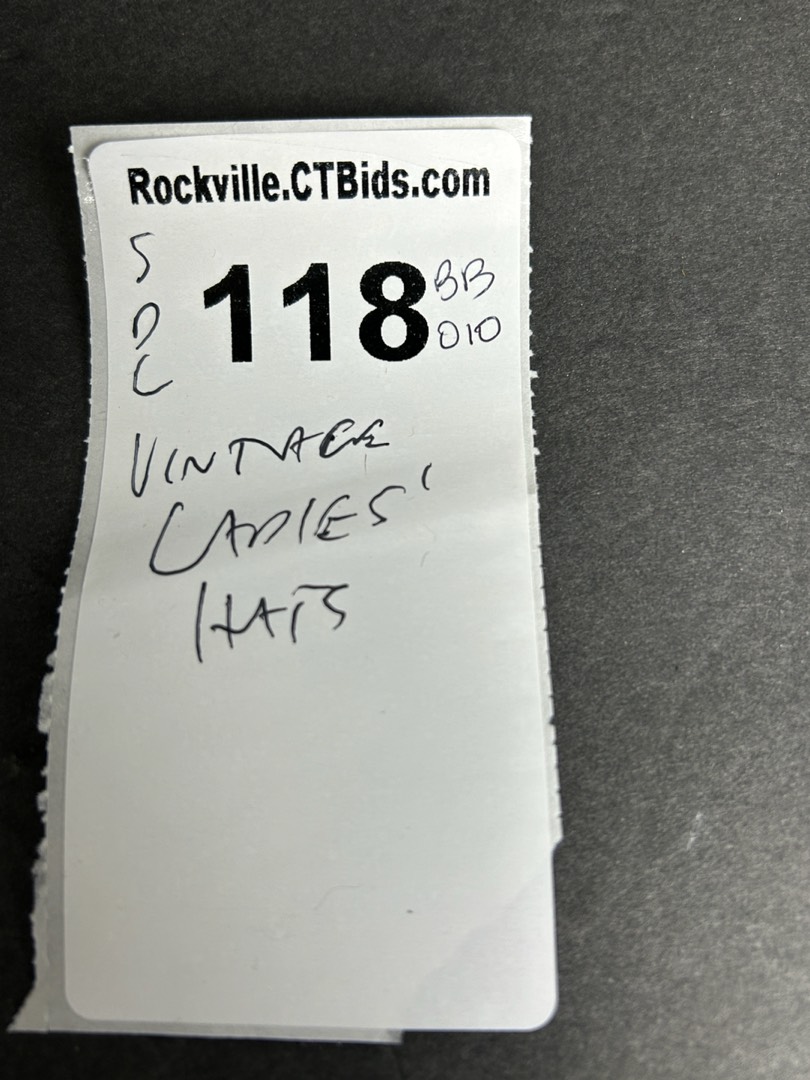 Rockville.CTBids.com
S
D
C
118
BB
010
VINTAGE
LADIES'
HATS